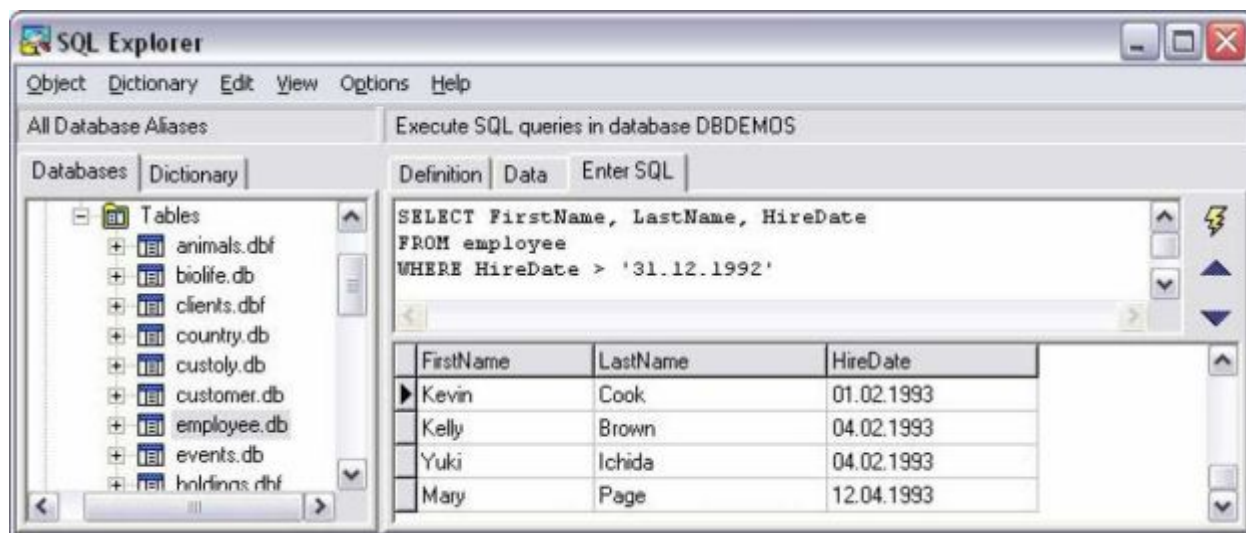 SQL Explorer
Object Dictionary Edit View Options Help
All Database Aliases
Execute SQL queries in database DBDEMOS
Databases Dictionary
Definition Data Enter SQL
Tables
animals.dbf
biolife.db
clients.dbf
country.db
custoly.db
customer.db
employee.db
events.db
holdings.dbf
SELECT FirstName, LastName, HireDate
FROM employee
WHERE HireDate > '31.12.1992'
FirstName LastName HireDate
Kevin Cook 01.02.1993
Kelly Brown 04.02.1993
Yuki Ichida 04.02.1993
Mary Page 12.04.1993